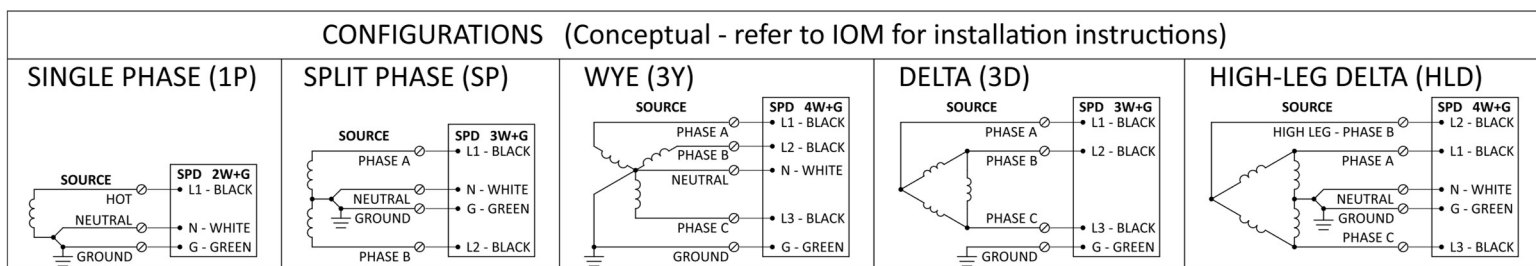 CONFIGURATIONS (Conceptual - refer to IOM for installation instructions)
SINGLE PHASE (1P)
SOURCE
SPD 2W+G
HOT
L1 - BLACK
NEUTRAL
N - WHITE
GROUND
G - GREEN
SPLIT PHASE (SP)
SOURCE
SPD 3W+G
PHASE A
L1 - BLACK
NEUTRAL
N - WHITE
GROUND
G - GREEN
PHASE B
L2 - BLACK
WYE (3Y)
SOURCE
SPD 4W+G
PHASE A
L1 - BLACK
PHASE B
L2 - BLACK
NEUTRAL
N - WHITE
PHASE C
L3 - BLACK
GROUND
G - GREEN
DELTA (3D)
SOURCE
SPD 3W+G
PHASE A
L1 - BLACK
PHASE B
L2 - BLACK
PHASE C
L3 - BLACK
GROUND
G - GREEN
HIGH-LEG DELTA (HLD)
SOURCE
SPD 4W+G
HIGH LEG - PHASE B
L2 - BLACK
PHASE A
L1 - BLACK
NEUTRAL
N - WHITE
GROUND
G - GREEN
PHASE C
L3 - BLACK